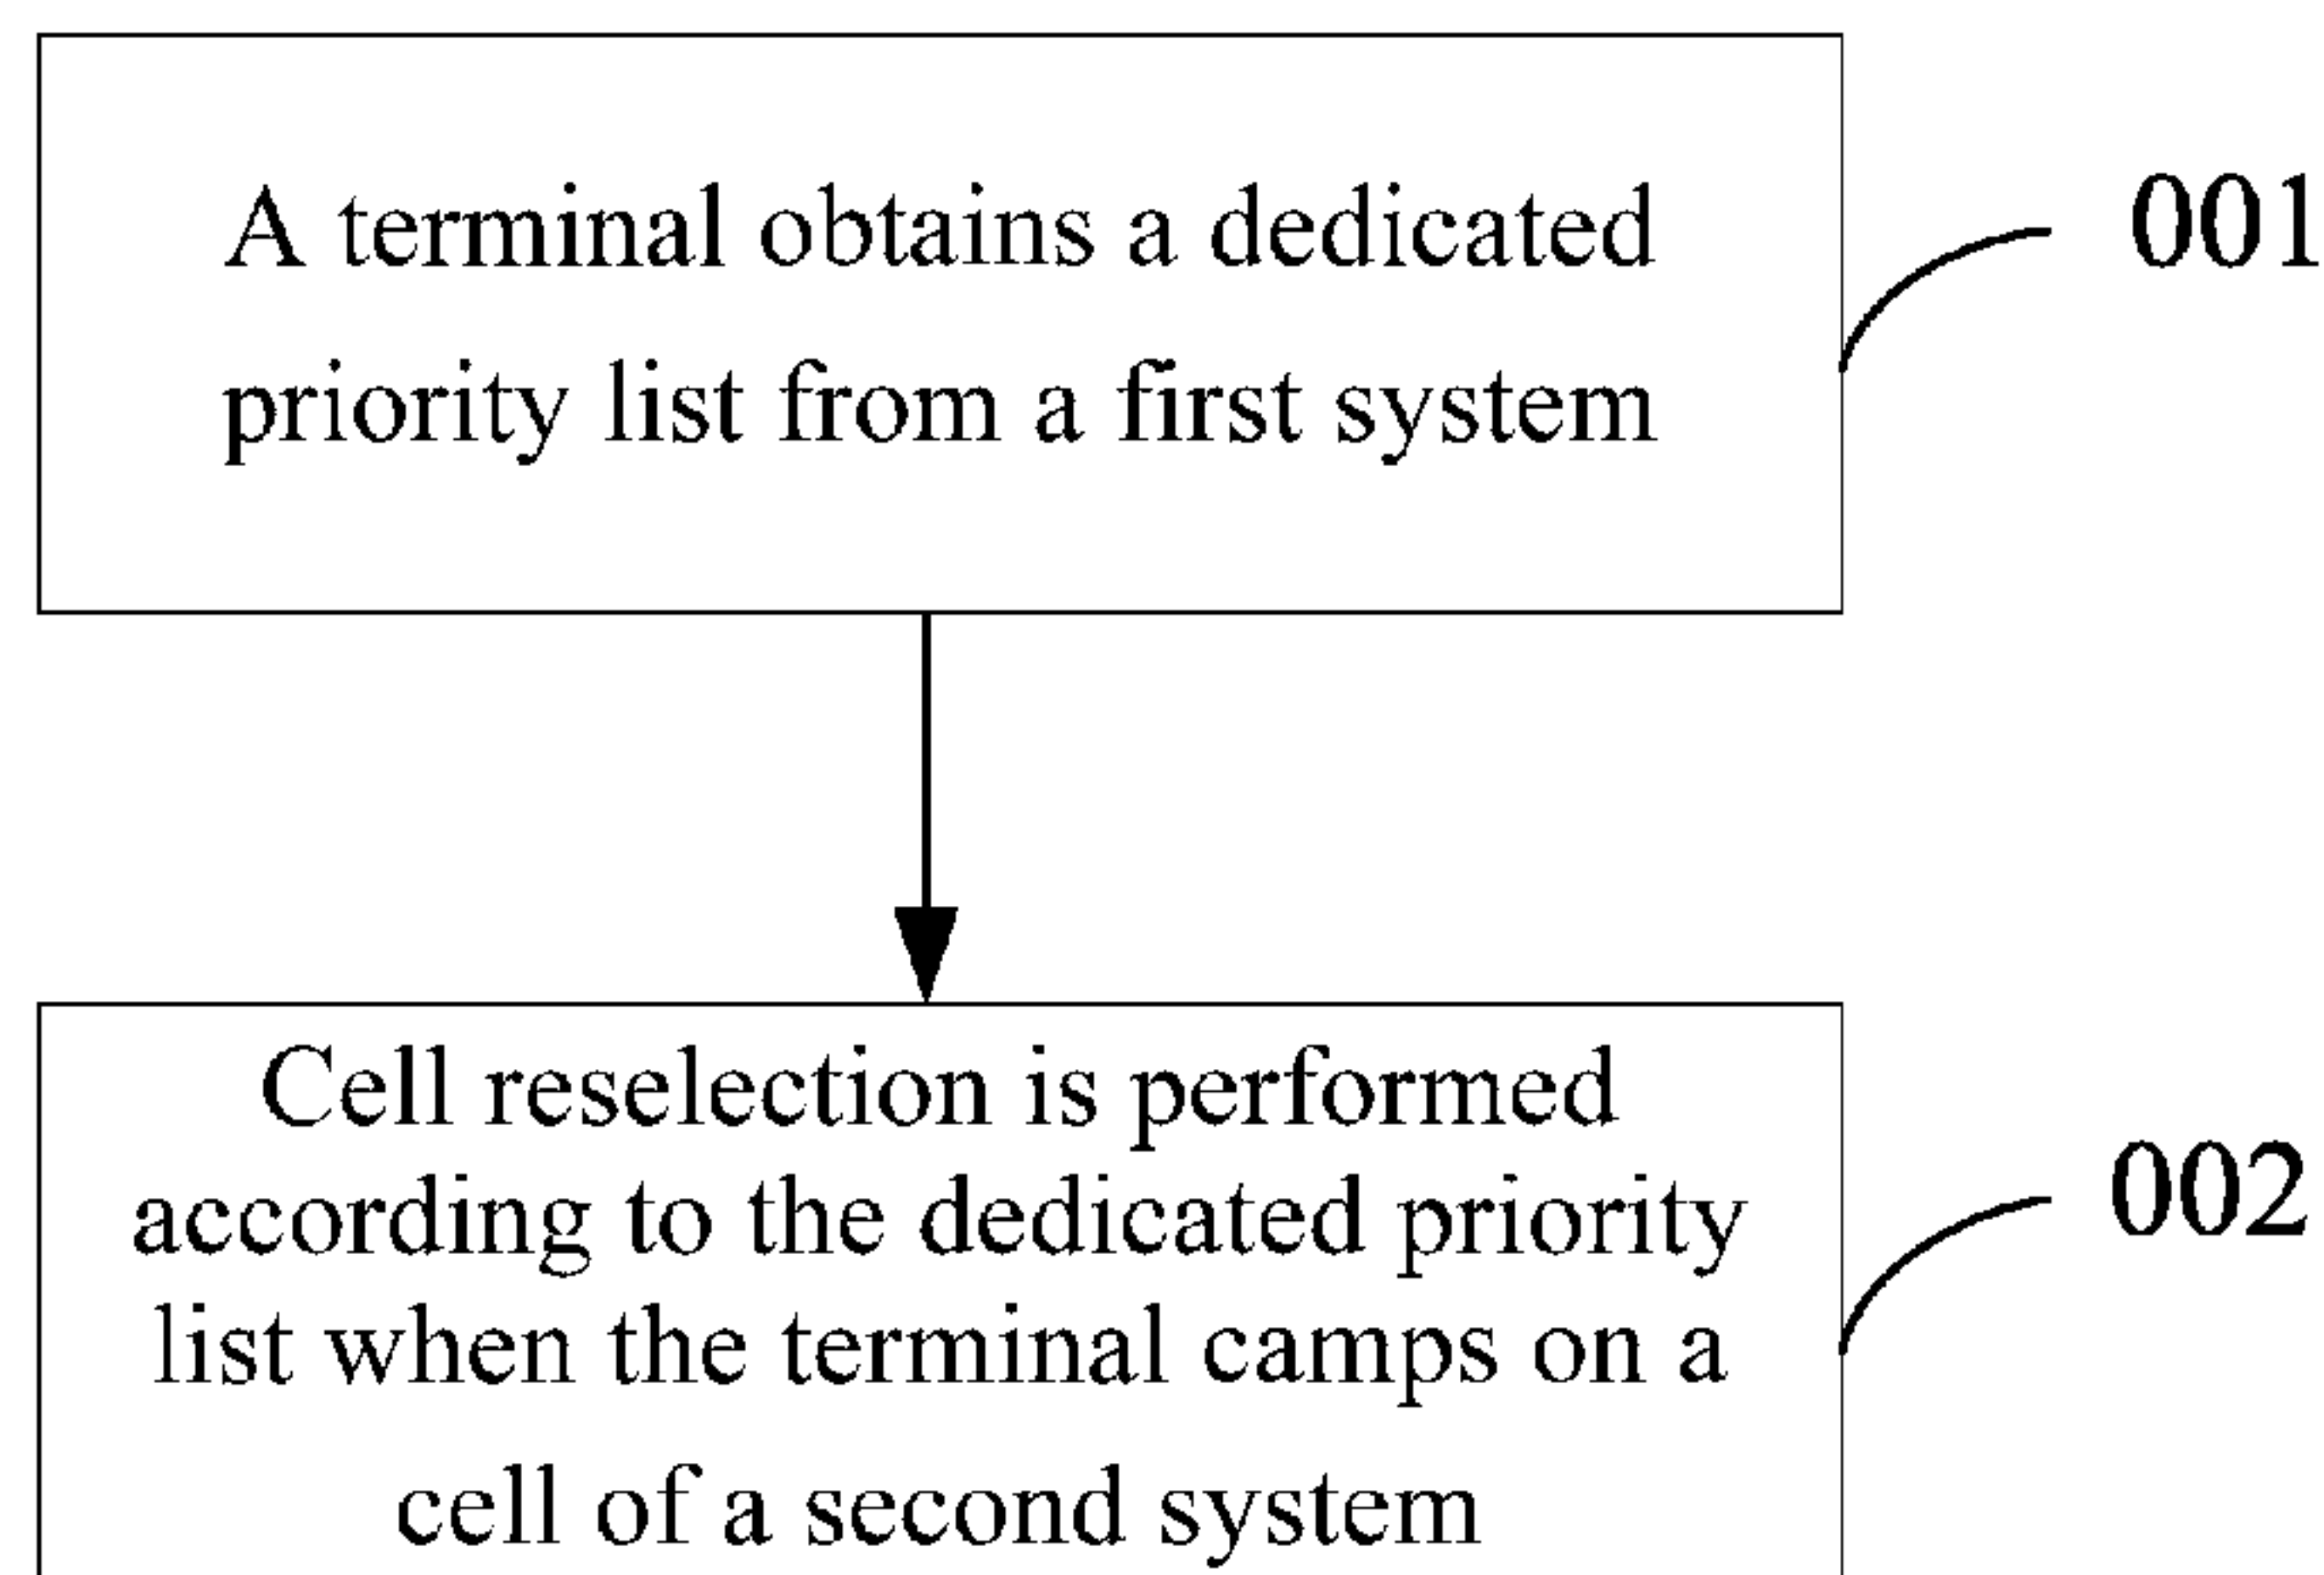 A terminal obtains a dedicated
priority list from a first system
001
Cell reselection is performed
according to the dedicated priority
list when the terminal camps on a
cell of a second system
002